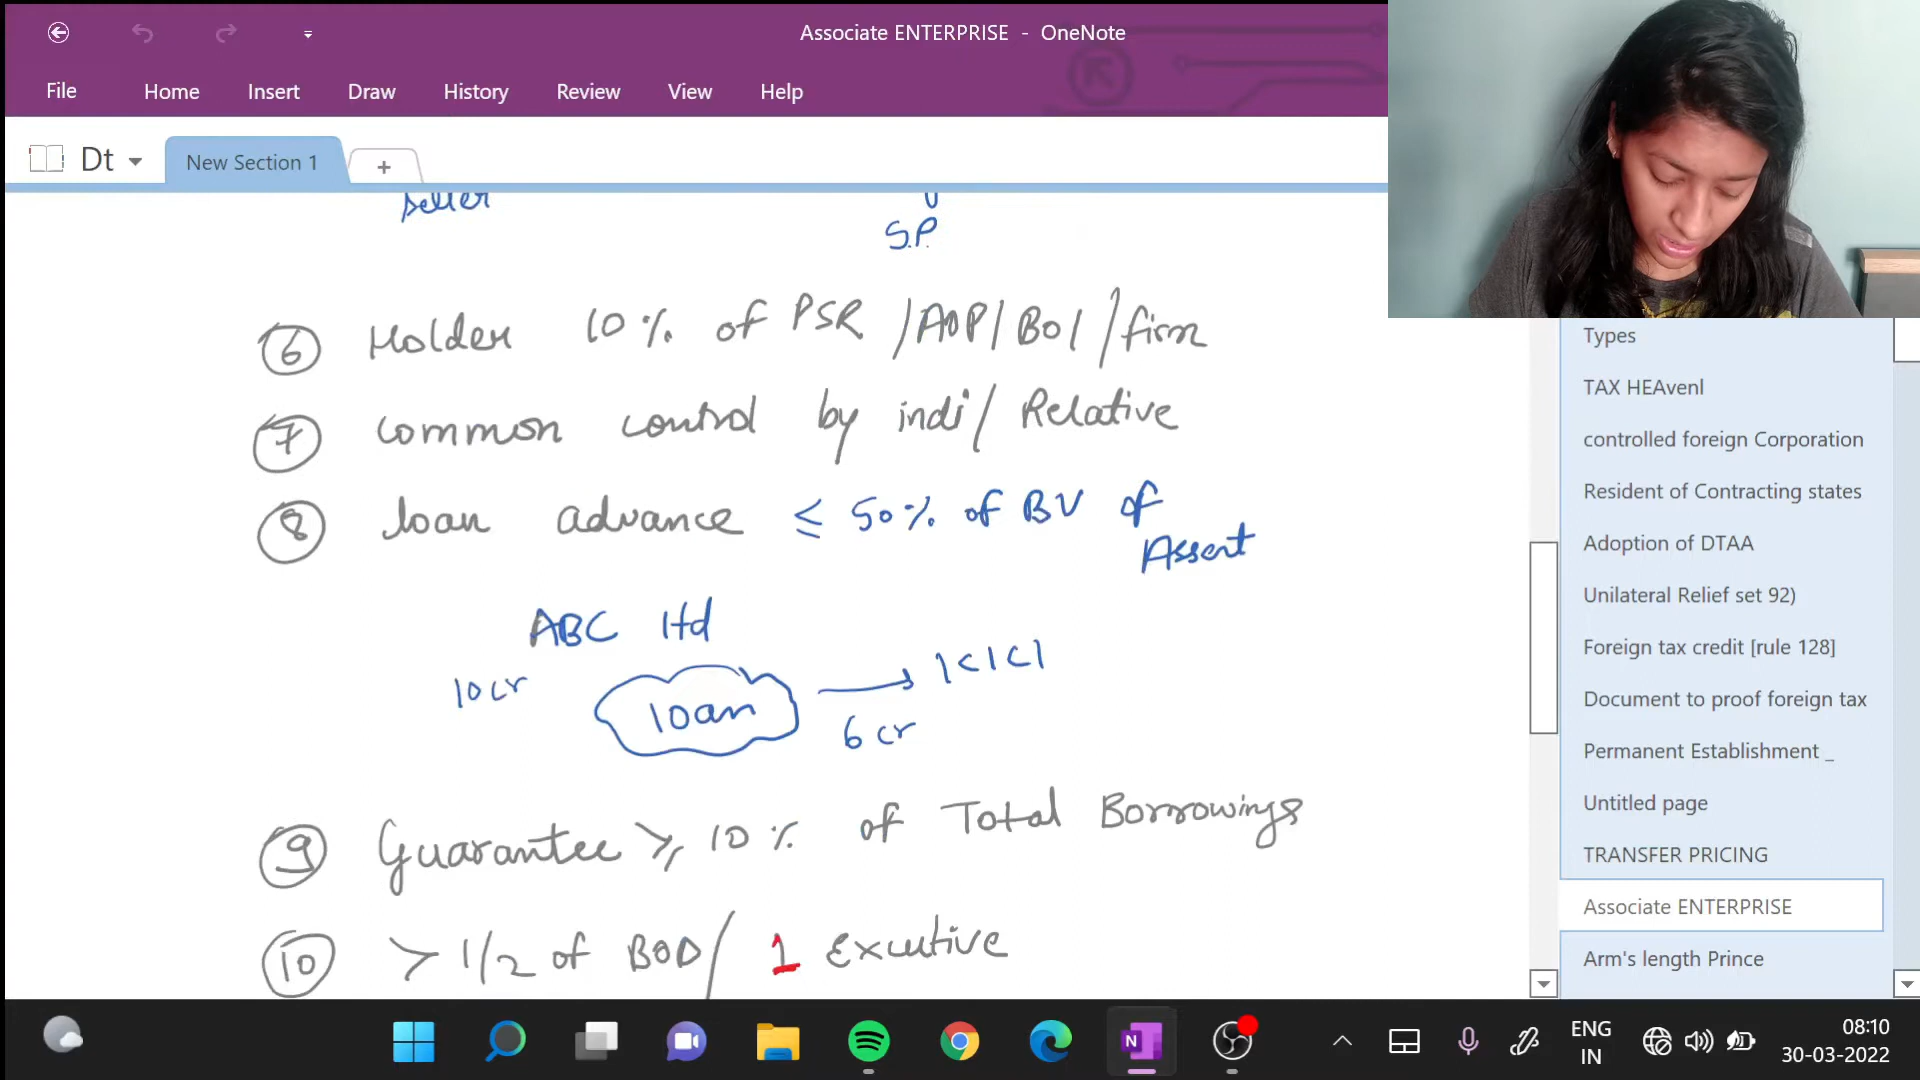 Associate ENTERPRISE - OneNote
File Home Insert Draw History Review View Help
Dt New Section 1 +
Seller
S.P.
6 Holder 10% of PSR /AOP/BOI/firm
7 common control by indi/Relative
8 loan advance ≤ 50% of BV of
Assert
ABC ltd
10cr loan → KKI
6 cr
9 Guarantee ⩾ 10% of Total Borrowings
10 > 1/2 of BOD/ 1 Excutive
Types
TAX HEAvenl
controlled foreign Corporation
Resident of Contracting states
Adoption of DTAA
Unilateral Relief set 92)
Foreign tax credit [rule 128]
Document to proof foreign tax
Permanent Establishment _
Untitled page
TRANSFER PRICING
Associate ENTERPRISE
Arm's length Prince
ENG
IN
08:10
30-03-2022